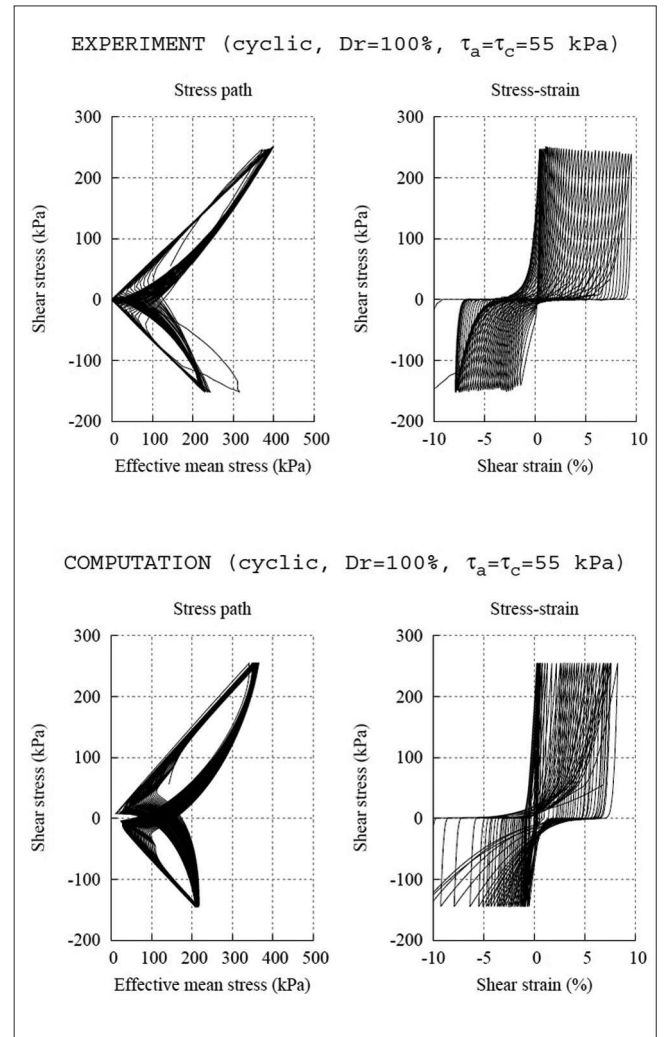 EXPERIMENT (cyclic, Dr=100%, τa=τc=55 kPa)
Stress path
Stress-strain
Shear stress (kPa)
300
200
100
0
-100
-200
0 100 200 300 400 500
Effective mean stress (kPa)
Shear stress (kPa)
300
200
100
0
-100
-200
-10 -5 0 5 10
Shear strain (%)
COMPUTATION (cyclic, Dr=100%, τa=τc=55 kPa)
Stress path
Stress-strain
Shear stress (kPa)
300
200
100
0
-100
-200
0 100 200 300 400 500
Effective mean stress (kPa)
Shear stress (kPa)
300
200
100
0
-100
-200
-10 -5 0 5 10
Shear strain (%)